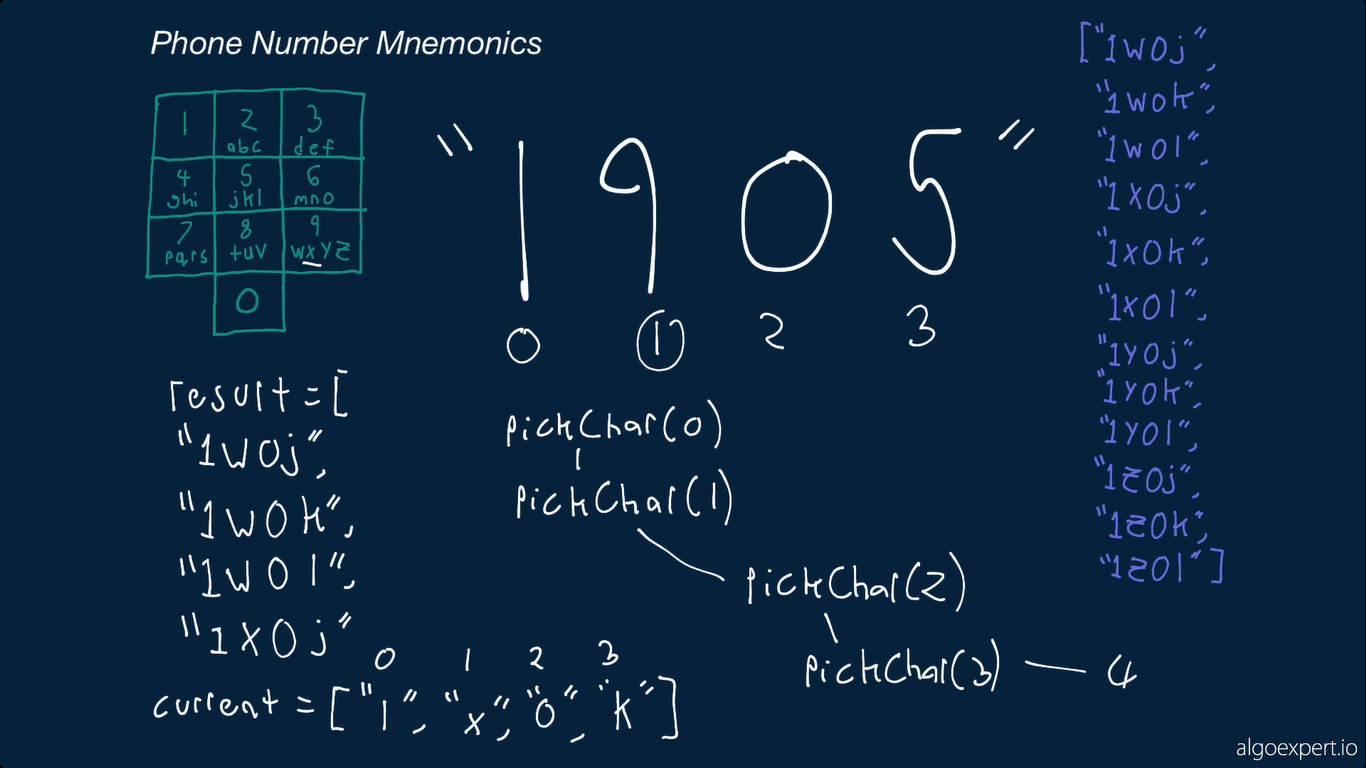 Phone Number Mnemonics
1 2 3
abc def
4 5 6
ghi jkl mno
7 8 9
pqrs tuv wxyz
0
"1905"
0 1 2 3
result = [
"1w0j",
"1w0k",
"1w0l",
"1x0j"
pickChar(0)
pickChar(1)
pickChar(2)
pickChar(3) 4
0 1 2 3
current = ["1", "x", "0", "k"]
["1w0j",
"1w0k",
"1w0l",
"1x0j",
"1x0k",
"1x0l",
"1y0j",
"1y0k",
"1y0l",
"1z0j",
"1z0k",
"1z0l"]
algoexpert.io